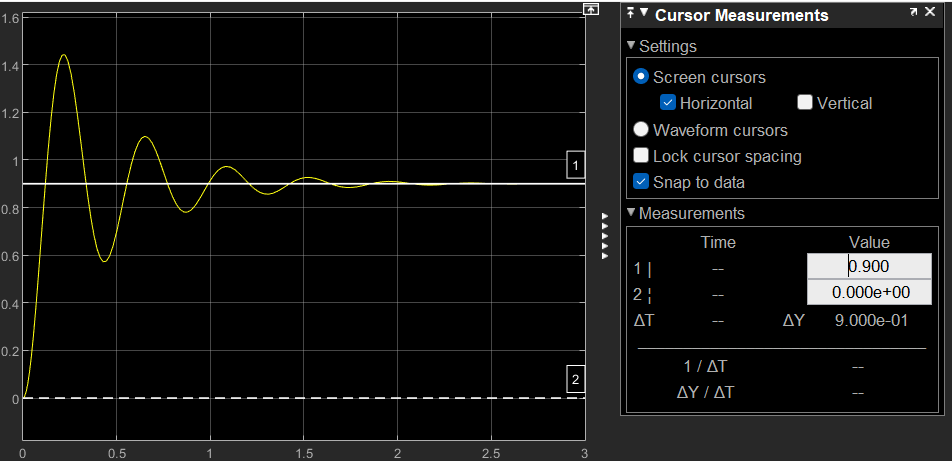 1.6
1.4
1.2
1
0.8
0.6
0.4
0.2
0
0 0.5 1 1.5 2 2.5 3
1
2
Cursor Measurements
Settings
Screen cursors
Horizontal Vertical
Waveform cursors
Lock cursor spacing
Snap to data
Measurements
Time Value
1 | -- 0.900
2 ¦ -- 0.000e+00
ΔT -- ΔY 9.000e-01
1 / ΔT --
ΔY / ΔT --